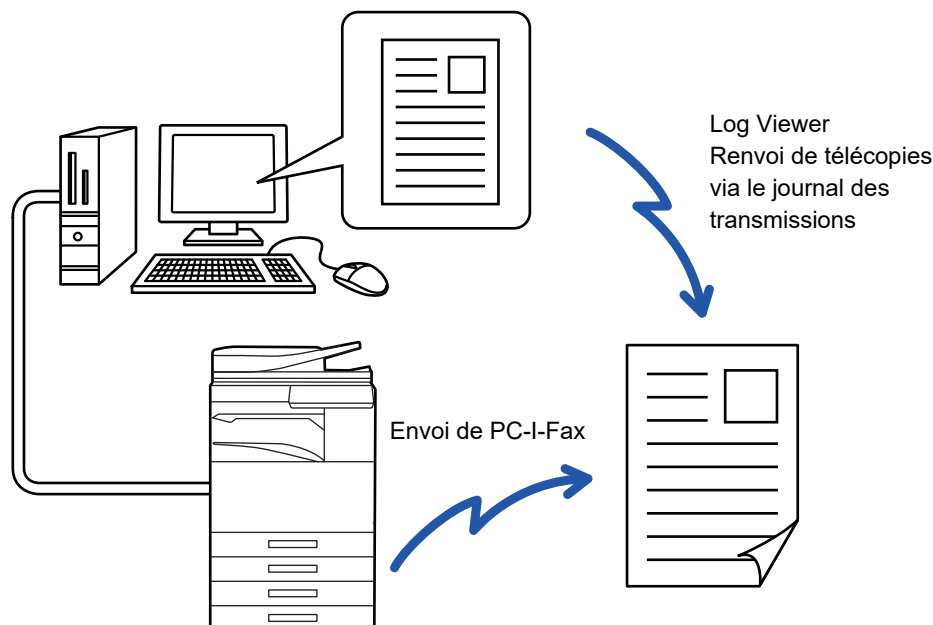 Log Viewer
Renvoi de télécopies
via le journal des
transmissions
Envoi de PC-I-Fax